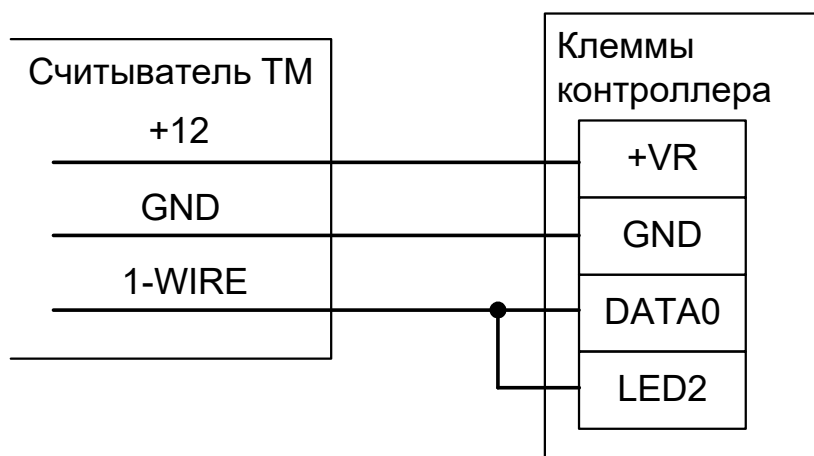 Считыватель ТМ
+12
GND
1-WIRE
Клеммы
контроллера
+VR
GND
DATA0
LED2